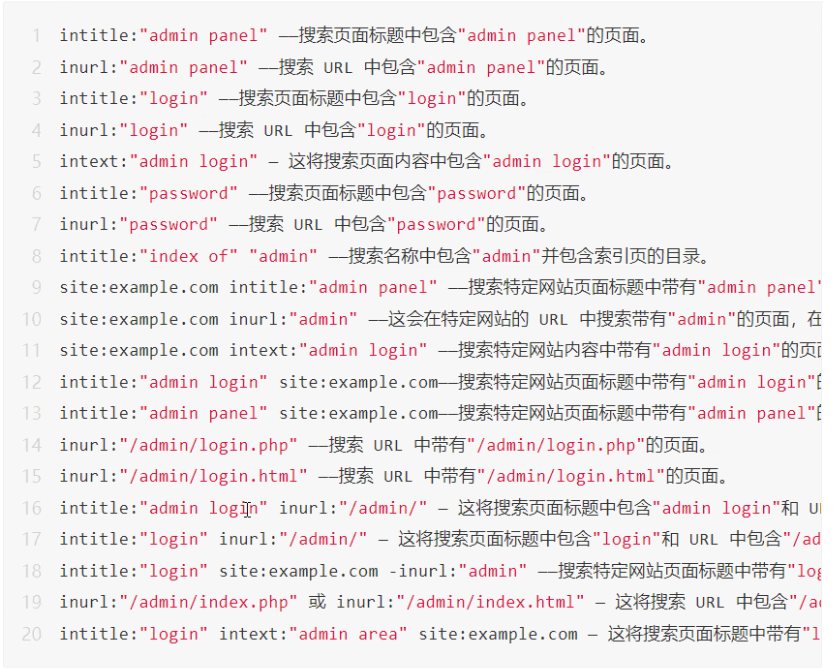 1 intitle:"admin panel" ——搜索页面标题中包含"admin panel"的页面。
2 inurl:"admin panel" ——搜索 URL 中包含"admin panel"的页面。
3 intitle:"login" ——搜索页面标题中包含"login"的页面。
4 inurl:"login" ——搜索 URL 中包含"login"的页面。
5 intext:"admin login" – 这将搜索页面内容中包含"admin login"的页面。
6 intitle:"password" ——搜索页面标题中包含"password"的页面。
7 inurl:"password" ——搜索 URL 中包含"password"的页面。
8 intitle:"index of" "admin" ——搜索名称中包含"admin"并包含索引页的目录。
9 site:example.com intitle:"admin panel" ——搜索特定网站页面标题中带有"admin panel"
10 site:example.com inurl:"admin" ——这会在特定网站的 URL 中搜索带有"admin"的页面，在
11 site:example.com intext:"admin login" ——搜索特定网站内容中带有"admin login"的页
12 intitle:"admin login" site:example.com——搜索特定网站页面标题中带有"admin login"
13 intitle:"admin panel" site:example.com——搜索特定网站页面标题中带有"admin panel"
14 inurl:"/admin/login.php" ——搜索 URL 中带有"/admin/login.php"的页面。
15 inurl:"/admin/login.html" ——搜索 URL 中带有"/admin/login.html"的页面。
16 intitle:"admin login" inurl:"/admin/" – 这将搜索页面标题中包含"admin login"和 U
17 intitle:"login" inurl:"/admin/" – 这将搜索页面标题中包含"login"和 URL 中包含"/ad
18 intitle:"login" site:example.com -inurl:"admin" ——搜索特定网站页面标题中带有"log
19 inurl:"/admin/index.php" 或 inurl:"/admin/index.html" – 这将搜索 URL 中包含"/a
20 intitle:"login" intext:"admin area" site:example.com – 这将搜索页面标题中带有"l